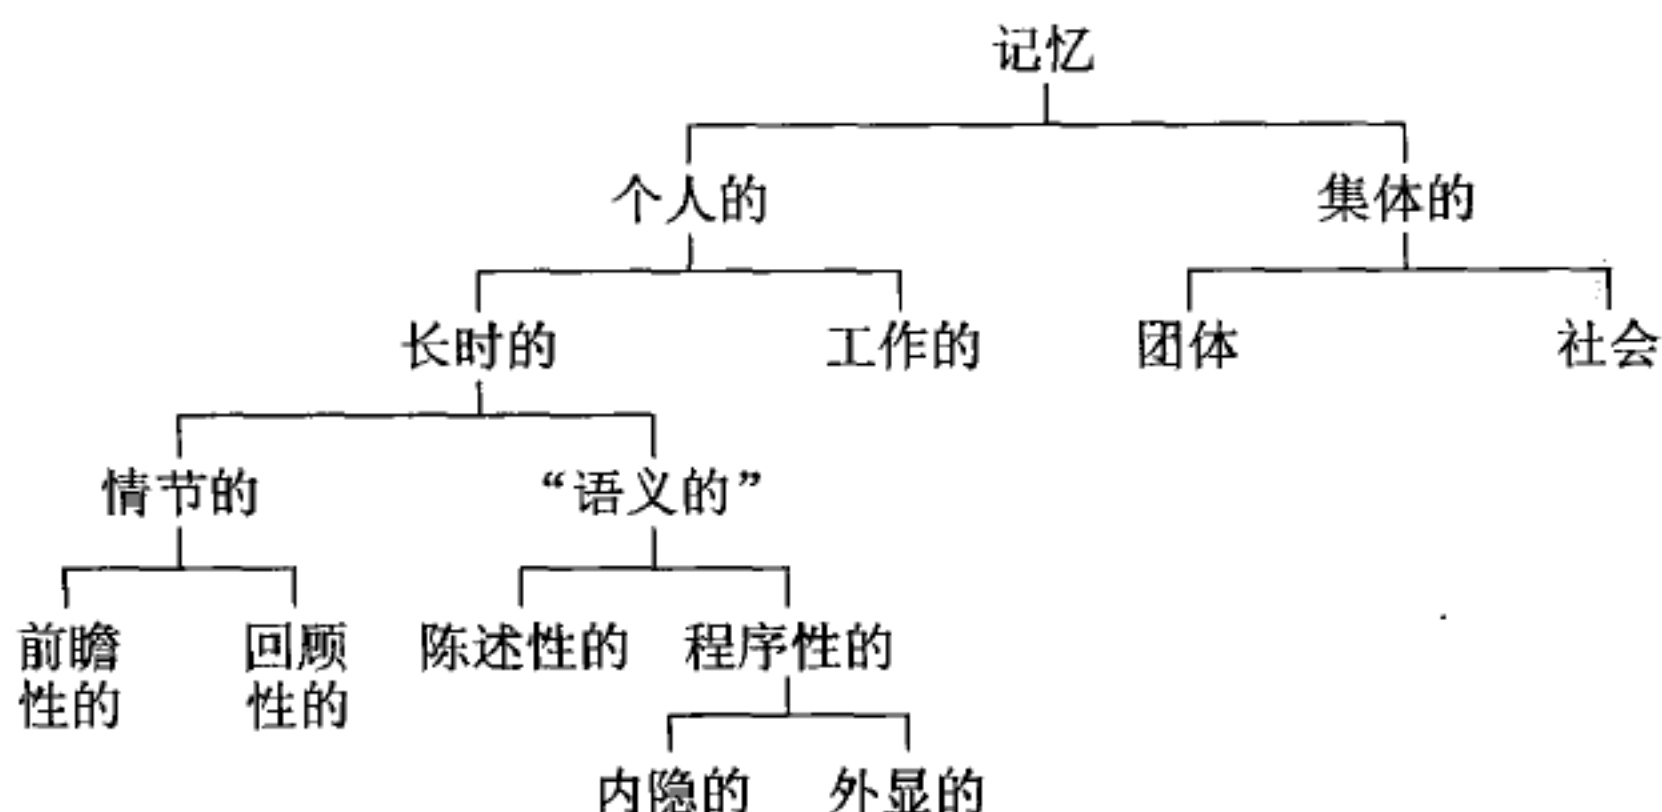 记忆
个人的 集体的
长时的 工作的 团体 社会
情节的 “语义的”
前瞻 回顾 陈述性的 程序性的
性的 性的
内隐的 外显的